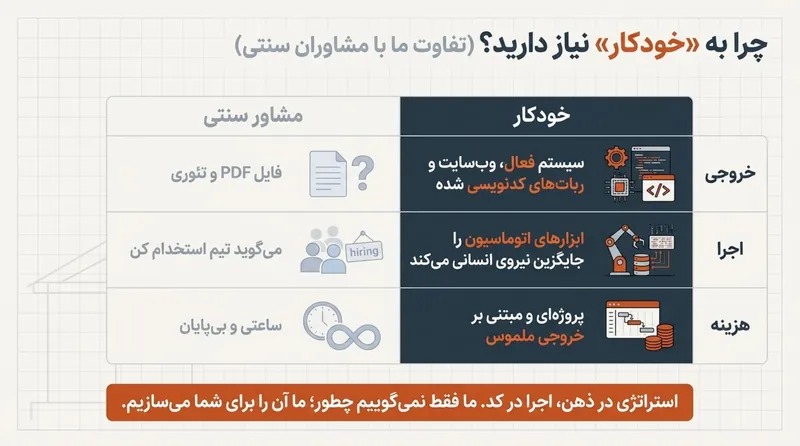 چرا به «خودکار» نیاز دارید؟ (تفاوت ما با مشاوران سنتی)
خودکار
مشاور سنتی
خروجی
سیستم فعال، وب‌سایت و
ربات‌های کدنویسی شده
فایل PDF و تئوری
اجرا
ابزارهای اتوماسیون را
جایگزین نیروی انسانی می‌کند
hiring
می‌گوید تیم استخدام کن
هزینه
پروژه‌ای و مبتنی بر
خروجی ملموس
ساعتی و بی‌پایان
استراتژی در ذهن، اجرا در کد. ما فقط نمی‌گوییم چطور؛ ما آن را برای شما می‌سازیم.